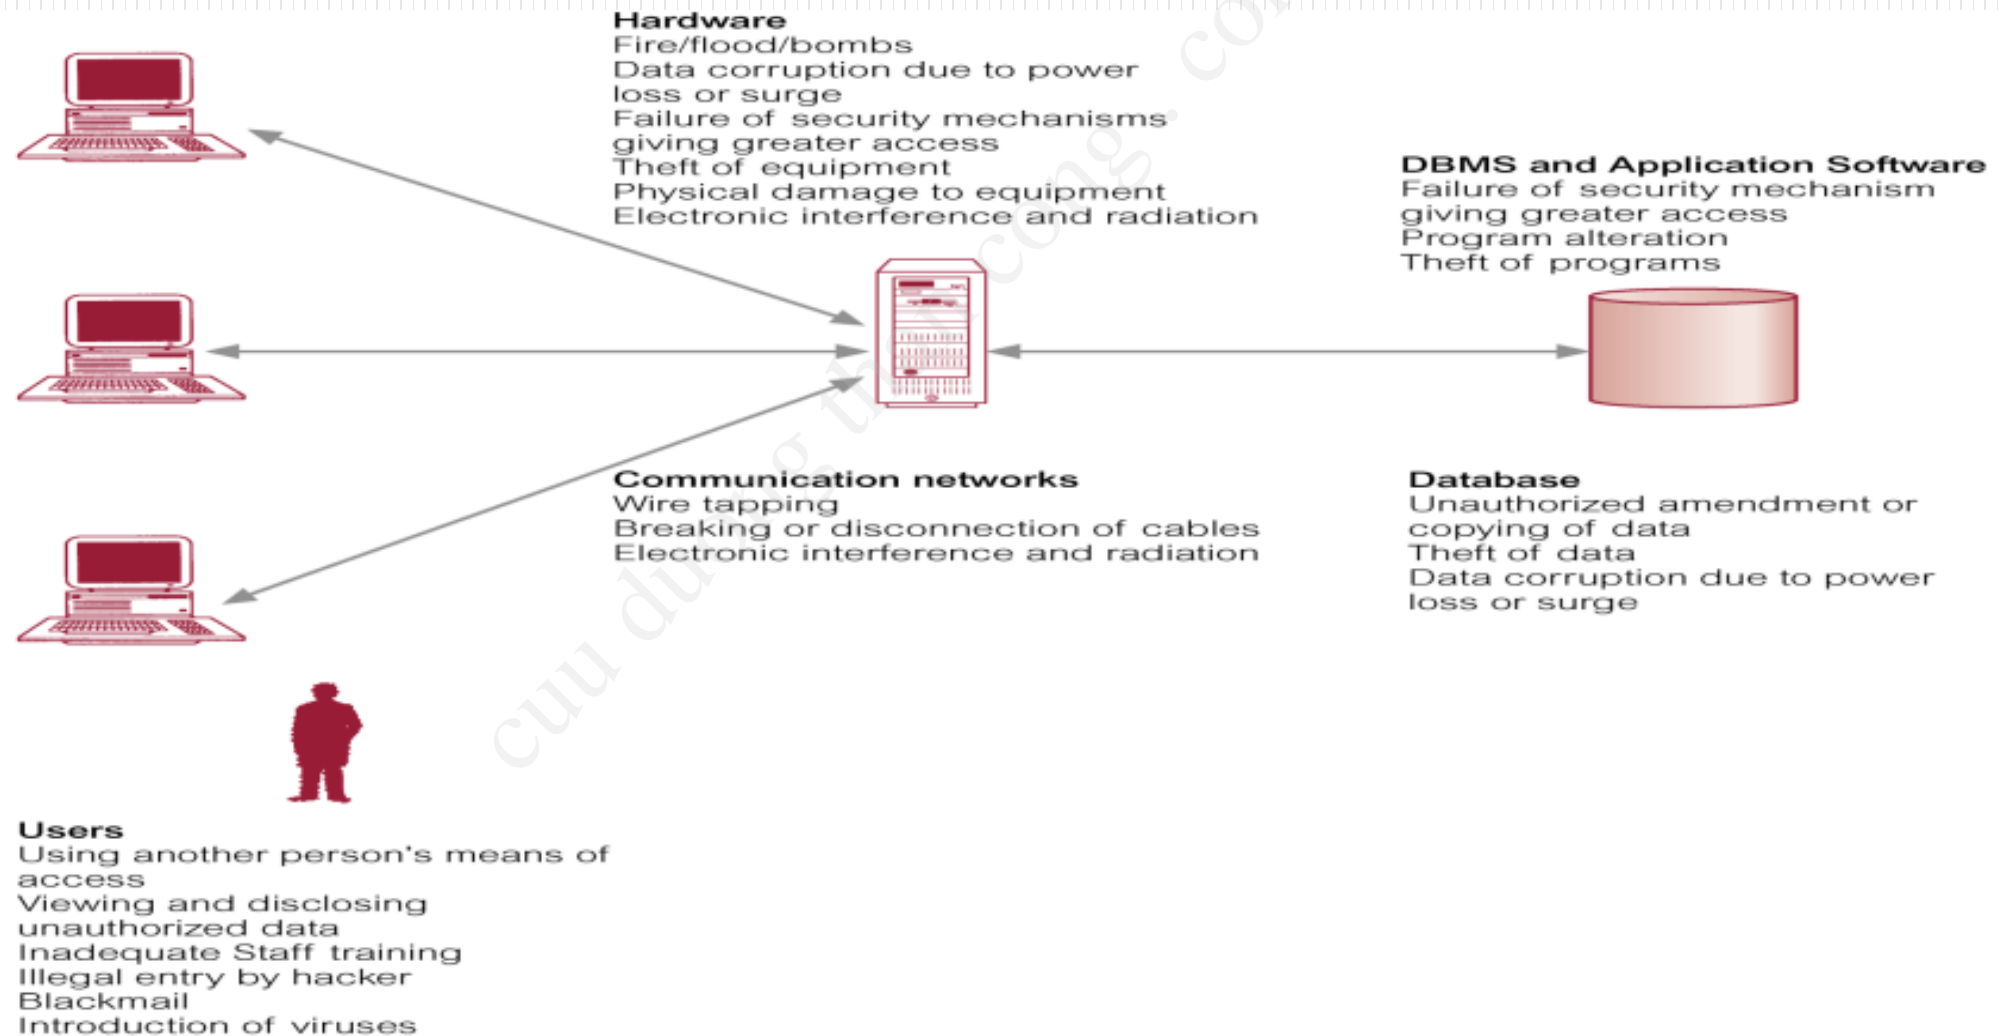 Hardware
Fire/flood/bombs
Data corruption due to power
loss or surge
Failure of security mechanisms
giving greater access
Theft of equipment
Physical damage to equipment
Electronic interference and radiation
DBMS and Application Software
Failure of security mechanism
giving greater access
Program alteration
Theft of programs
Communication networks
Wire tapping
Breaking or disconnection of cables
Electronic interference and radiation
Database
Unauthorized amendment or
copying of data
Theft of data
Data corruption due to power
loss or surge
Users
Using another person's means of
access
Viewing and disclosing
unauthorized data
Inadequate Staff training
Illegal entry by hacker
Blackmail
Introduction of viruses
cuu duong than cong . co